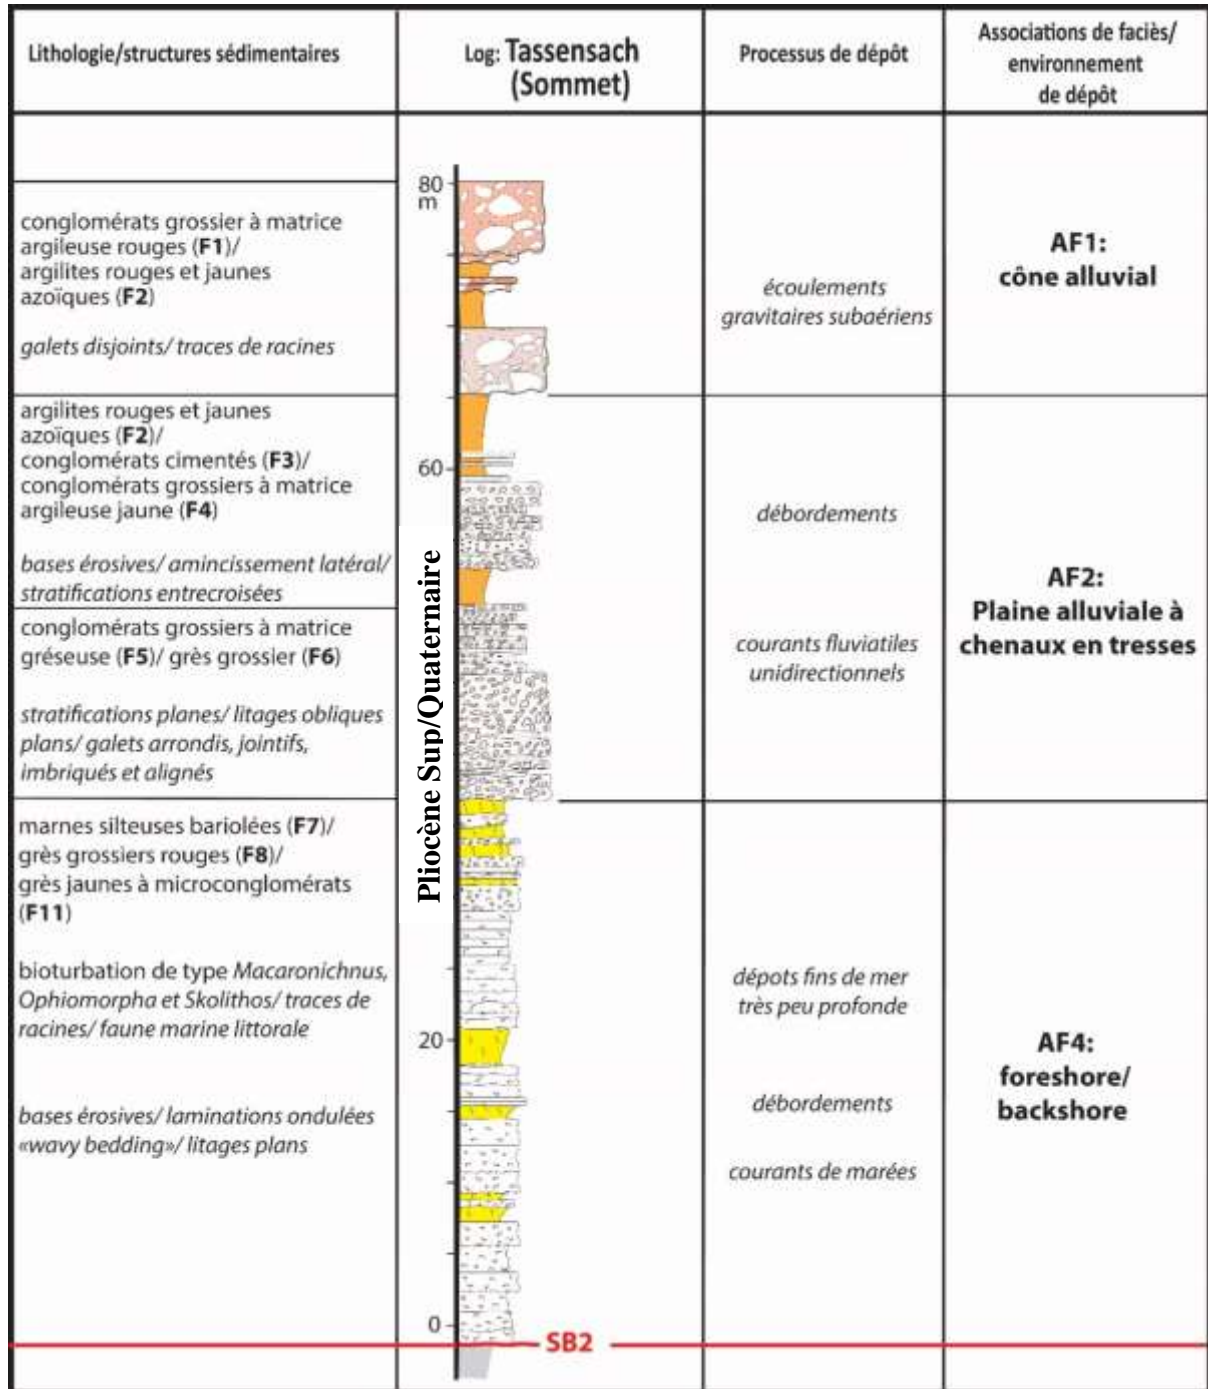 Lithologie/structures sédimentaires
Log: Tassensach
(Sommet)
Processus de dépôt
Associations de faciès/
environnement
de dépôt
conglomérats grossier à matrice
argileuse rouges (F1)/
argilites rouges et jaunes
azoïques (F2)
galets disjoints/ traces de racines
argilites rouges et jaunes
azoïques (F2)/
conglomérats cimentés (F3)/
conglomérats grossiers à matrice
argileuse jaune (F4)
bases érosives/ amincissement latéral/
stratifications entrecroisées
conglomérats grossiers à matrice
gréseuse (F5)/ grès grossier (F6)
stratifications planes/ litages obliques
plans/ galets arrondis, jointifs,
imbriqués et alignés
marnes silteuses bariolées (F7)/
grès grossiers rouges (F8)/
grès jaunes à microconglomérats
(F11)
bioturbation de type Macaronichnus,
Ophiomorpha et Skolithos/ traces de
racines/ faune marine littorale
bases érosives/ laminations ondulées
«wavy bedding»/ litages plans
80
m
60
20
0
Pliocène Sup/Quaternaire
SB2
écoulements
gravitaires subaériens
débordements
courants fluviatiles
unidirectionnels
dépots fins de mer
très peu profonde
débordements
courants de marées
AF1:
cône alluvial
AF2:
Plaine alluviale à
chenaux en tresses
AF4:
foreshore/
backshore